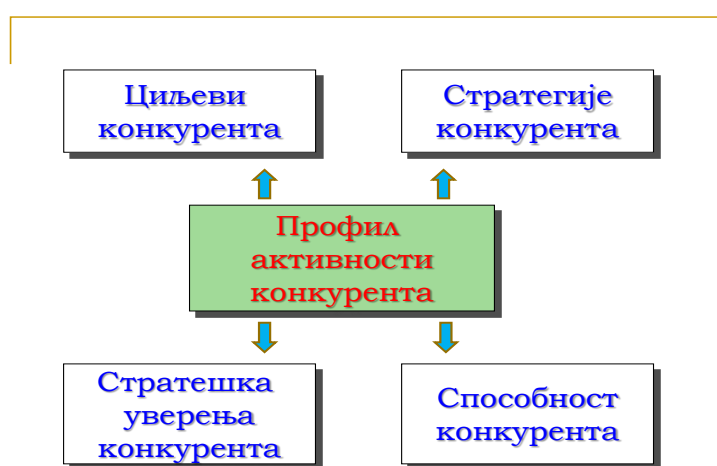 Циљеви
конкурента
Стратегије
конкурента
Профил
активности
конкурента
Стратешка
уверења
конкурента
Способност
конкурента